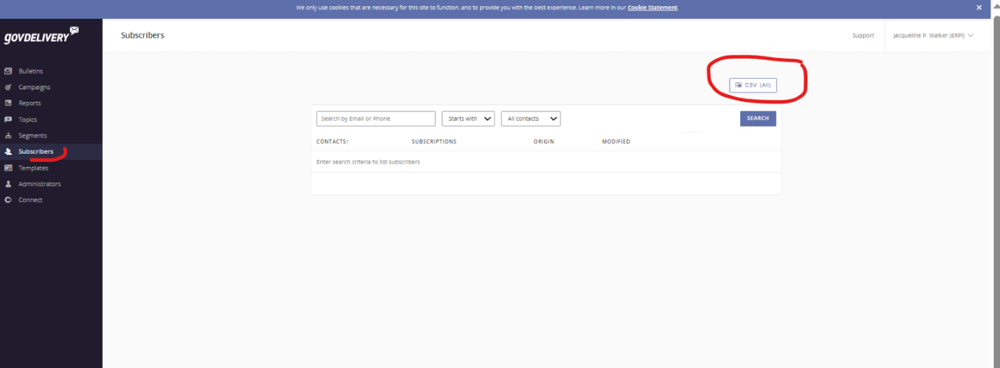 We only use cookies that are necessary for this site to function, and to provide you with the best experience. Learn more in our Cookie Statement.
GOVDELIVERY
Subscribers
Support
Jacqueline P. Walker (ERPI)
Bulletins
Campaigns
Reports
Topics
Segments
Subscribers
Templates
Administrators
Connect
CSV (All)
Search by Email or Phone
Starts with
All contacts
SEARCH
CONTACTS↑ SUBSCRIPTIONS ORIGIN MODIFIED
Enter search criteria to list subscribers